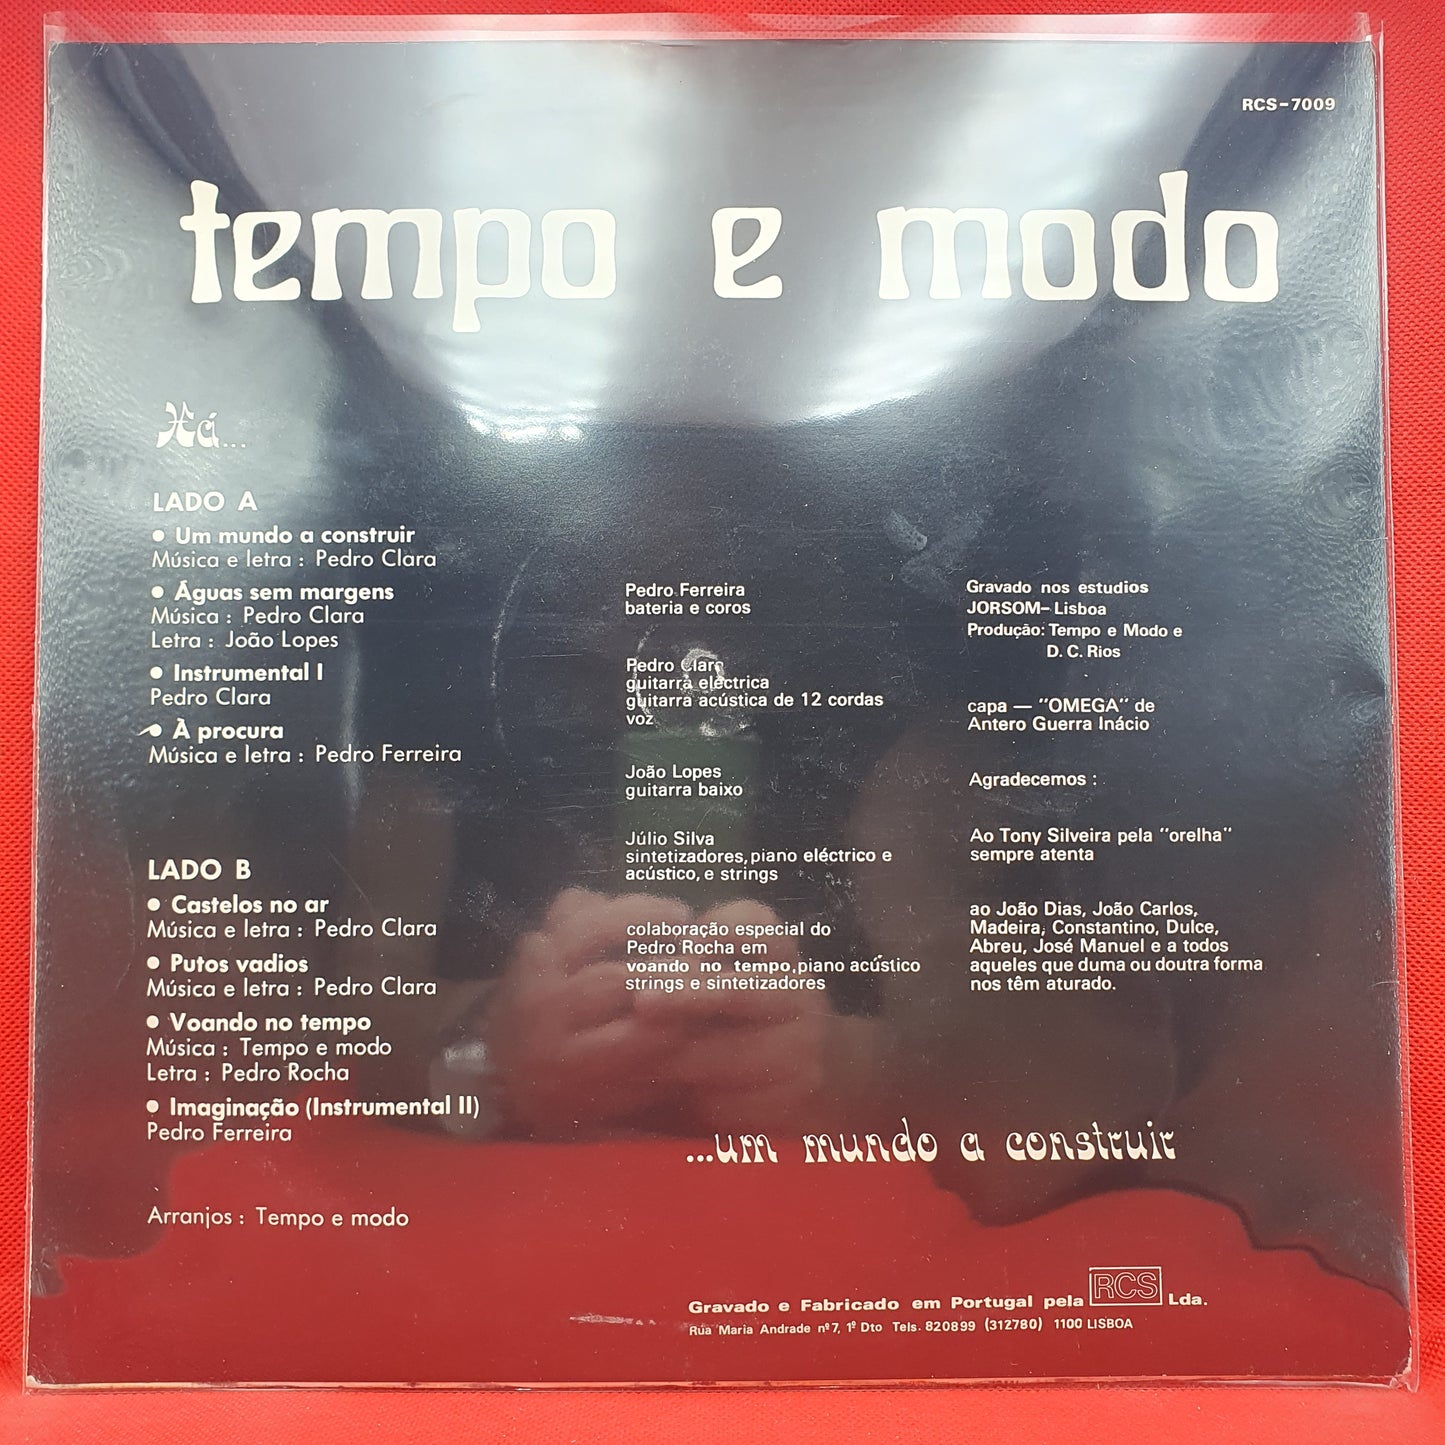 RCS-7009
tempo e modo
Há...
LADO A
• Um mundo a construir
Música e letra : Pedro Clara
• Águas sem margens
Música : Pedro Clara
Letra : João Lopes
• Instrumental I
Pedro Clara
• À procura
Música e letra : Pedro Ferreira
LADO B
• Castelos no ar
Música e letra : Pedro Clara
• Putos vadios
Música e letra : Pedro Clara
• Voando no tempo
Música : Tempo e modo
Letra : Pedro Rocha
• Imaginação (Instrumental II)
Pedro Ferreira
Arranjos : Tempo e modo
Pedro Ferreira
bateria e coros
Pedro Clara
guitarra eléctrica
guitarra acústica de 12 cordas
voz
João Lopes
guitarra baixo
Júlio Silva
sintetizadores, piano eléctrico e
acústico, e strings
colaboração especial do
Pedro Rocha em
voando no tempo, piano acústico
strings e sintetizadores
Gravado nos estudios
JORSOM-Lisboa
Produção: Tempo e Modo e
D. C. Rios
capa — "OMEGA" de
Antero Guerra Inácio
Agradecemos :
Ao Tony Silveira pela "orelha"
sempre atenta
ao João Dias, João Carlos,
Madeira, Constantino, Dulce,
Abreu, José Manuel e a todos
aqueles que duma ou doutra forma
nos têm aturado.
...um mundo a construir
Gravado e Fabricado em Portugal pela RCS Lda.
Rua Maria Andrade nº 7, 1º Dto Tels. 820899 (312780) 1100 LISBOA